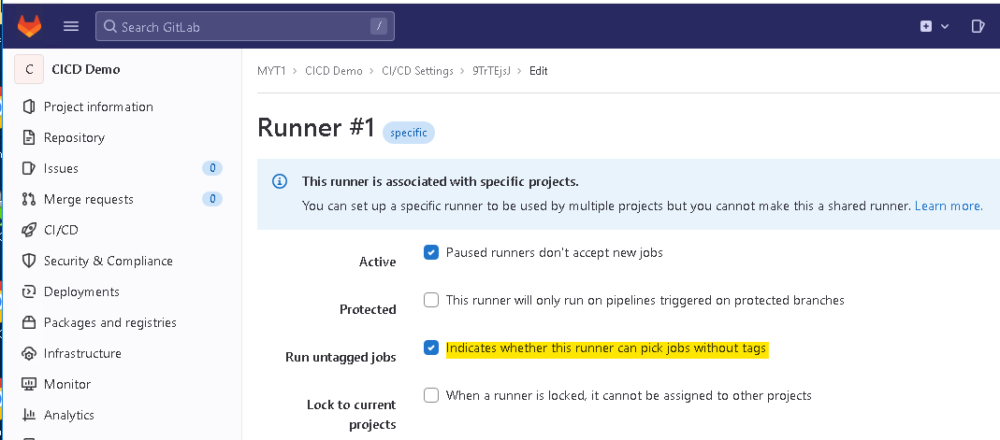 Search GitLab /
C CICD Demo
Project information
Repository
Issues 0
Merge requests 0
CI/CD
Security & Compliance
Deployments
Packages and registries
Infrastructure
Monitor
Analytics
MYT1 > CICD Demo > CI/CD Settings > 9TrTEjsJ > Edit
Runner #1 specific
This runner is associated with specific projects.
You can set up a specific runner to be used by multiple projects but you cannot make this a shared runner. Learn more.
Active Paused runners don't accept new jobs
Protected This runner will only run on pipelines triggered on protected branches
Run untagged jobs Indicates whether this runner can pick jobs without tags
Lock to current When a runner is locked, it cannot be assigned to other projects
projects